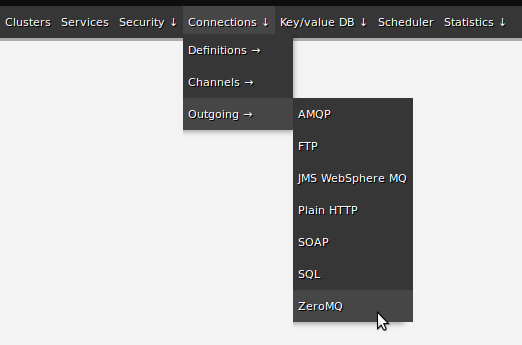 Clusters Services Security ↓ Connections ↓ Key/value DB ↓ Scheduler Statistics ↓
Definitions →
Channels →
Outgoing →
AMQP
FTP
JMS WebSphere MQ
Plain HTTP
SOAP
SQL
ZeroMQ